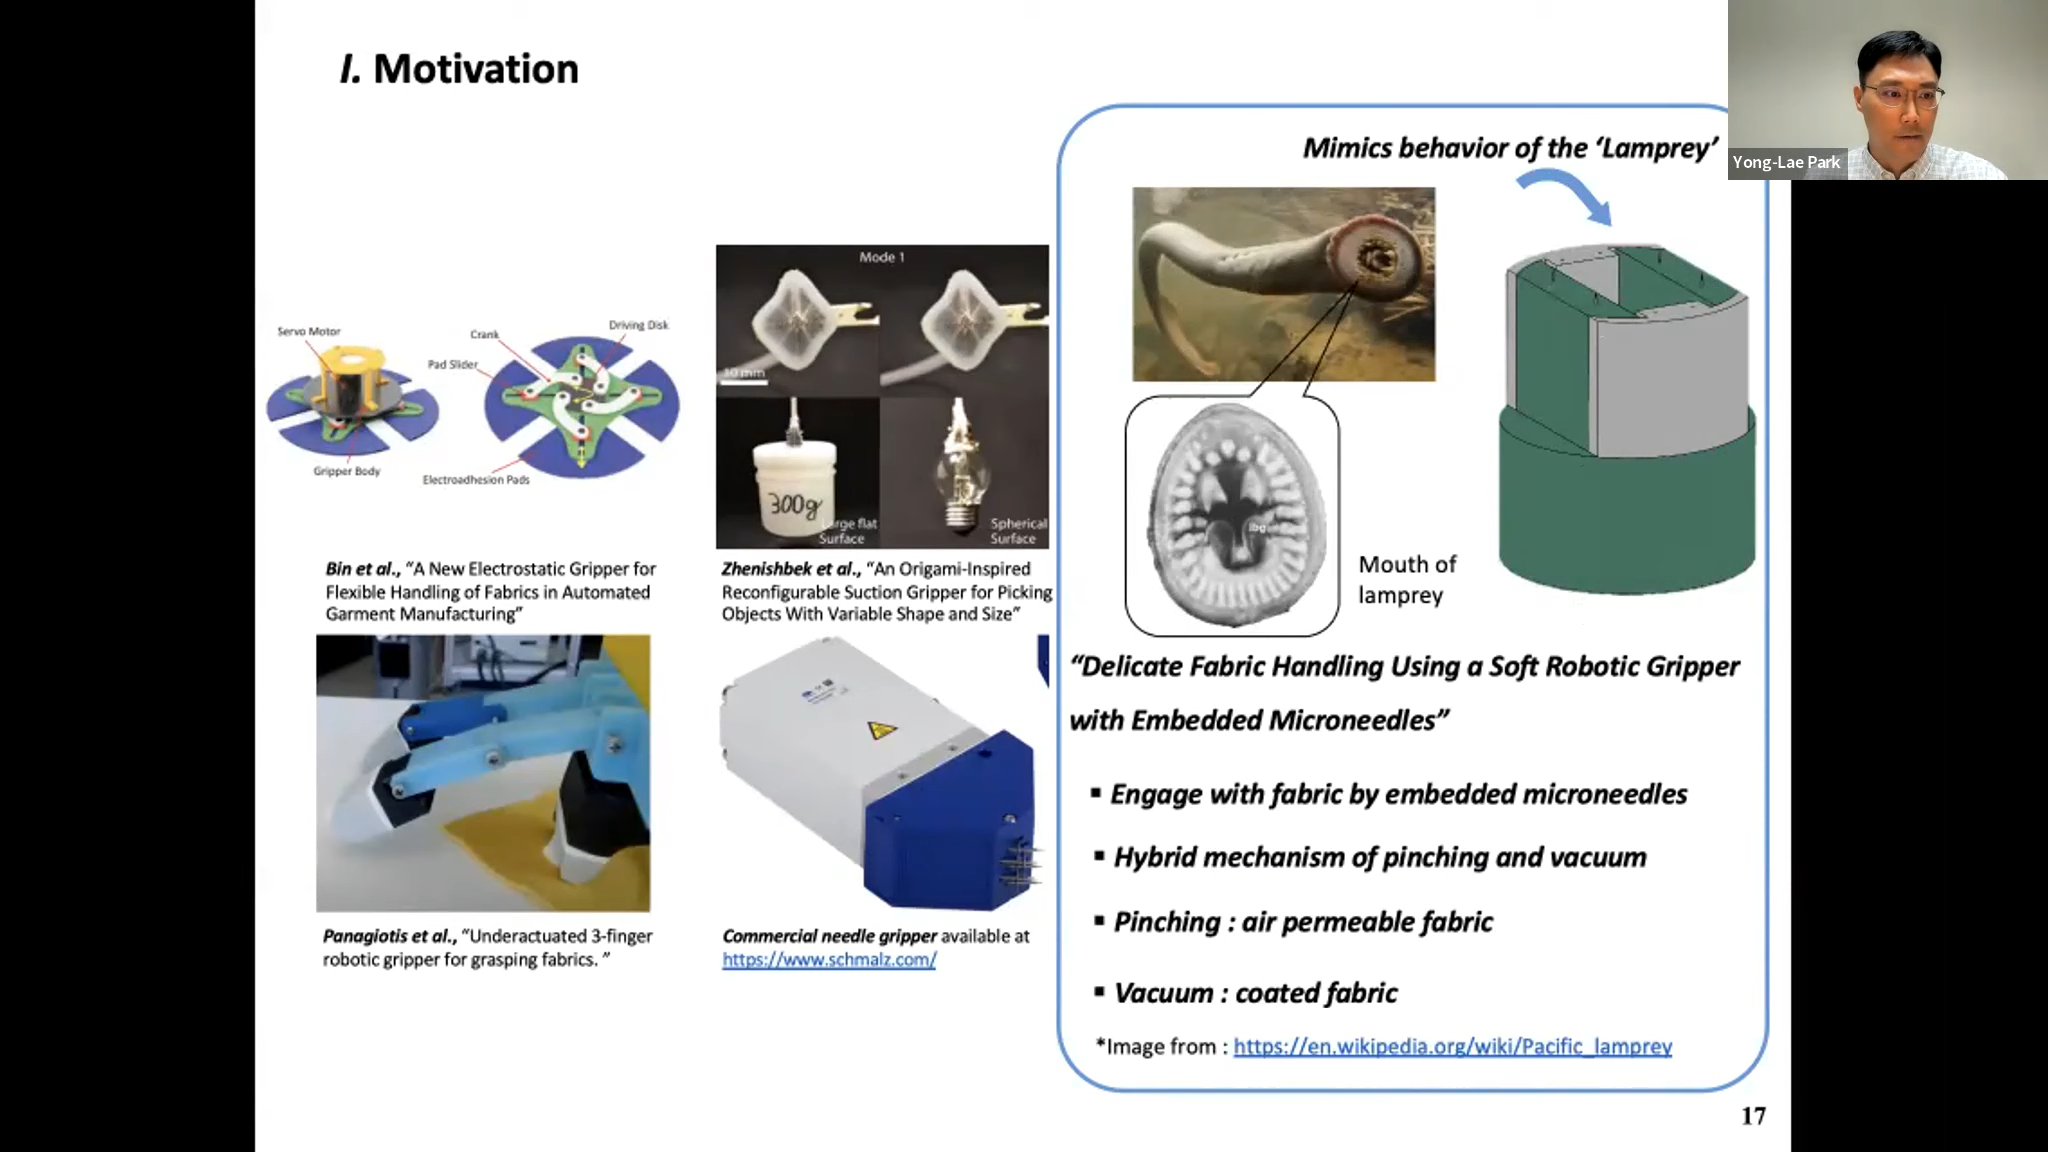 I. Motivation
Yong-Lae Park
Servo Motor
Gripper Body
Crank
Driving Disk
Pad Slider
Electroadhesion Pads
Bin et al., “A New Electrostatic Gripper for
Flexible Handling of Fabrics in Automated
Garment Manufacturing”
Mode 1
10 mm
300g
Large flat
Surface
Spherical
Surface
Zhenishbek et al., “An Origami-Inspired
Reconfigurable Suction Gripper for Picking
Objects With Variable Shape and Size”
Panagiotis et al., “Underactuated 3-finger
robotic gripper for grasping fabrics. ”
Commercial needle gripper available at
https://www.schmalz.com/
Mimics behavior of the ‘Lamprey’
Mouth of
lamprey
“Delicate Fabric Handling Using a Soft Robotic Gripper
with Embedded Microneedles”
▪ Engage with fabric by embedded microneedles
▪ Hybrid mechanism of pinching and vacuum
▪ Pinching : air permeable fabric
▪ Vacuum : coated fabric
*Image from : https://en.wikipedia.org/wiki/Pacific_lamprey
17